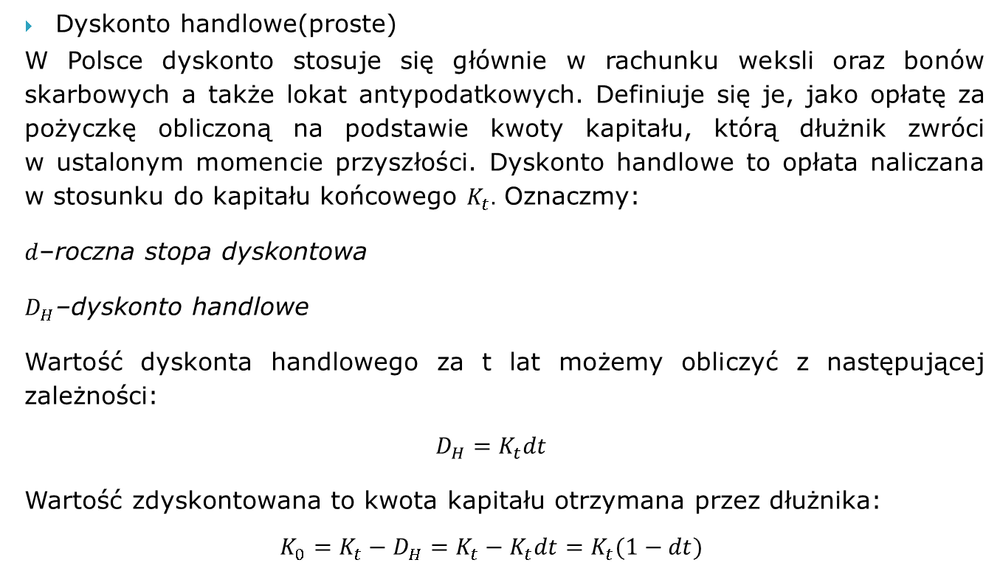 Dyskonto handlowe(proste)
W Polsce dyskonto stosuje się głównie w rachunku weksli oraz bonów
skarbowych a także lokat antypodatkowych. Definiuje się je, jako opłatę za
pożyczkę obliczoną na podstawie kwoty kapitału, którą dłużnik zwróci
w ustalonym momencie przyszłości. Dyskonto handlowe to opłata naliczana
w stosunku do kapitału końcowego K_t. Oznaczmy:
d–roczna stopa dyskontowa
D_H–dyskonto handlowe
Wartość dyskonta handlowego za t lat możemy obliczyć z następującej
zależności:
D_H = K_t dt
Wartość zdyskontowana to kwota kapitału otrzymana przez dłużnika:
K_0 = K_t − D_H = K_t − K_t dt = K_t(1 − dt)